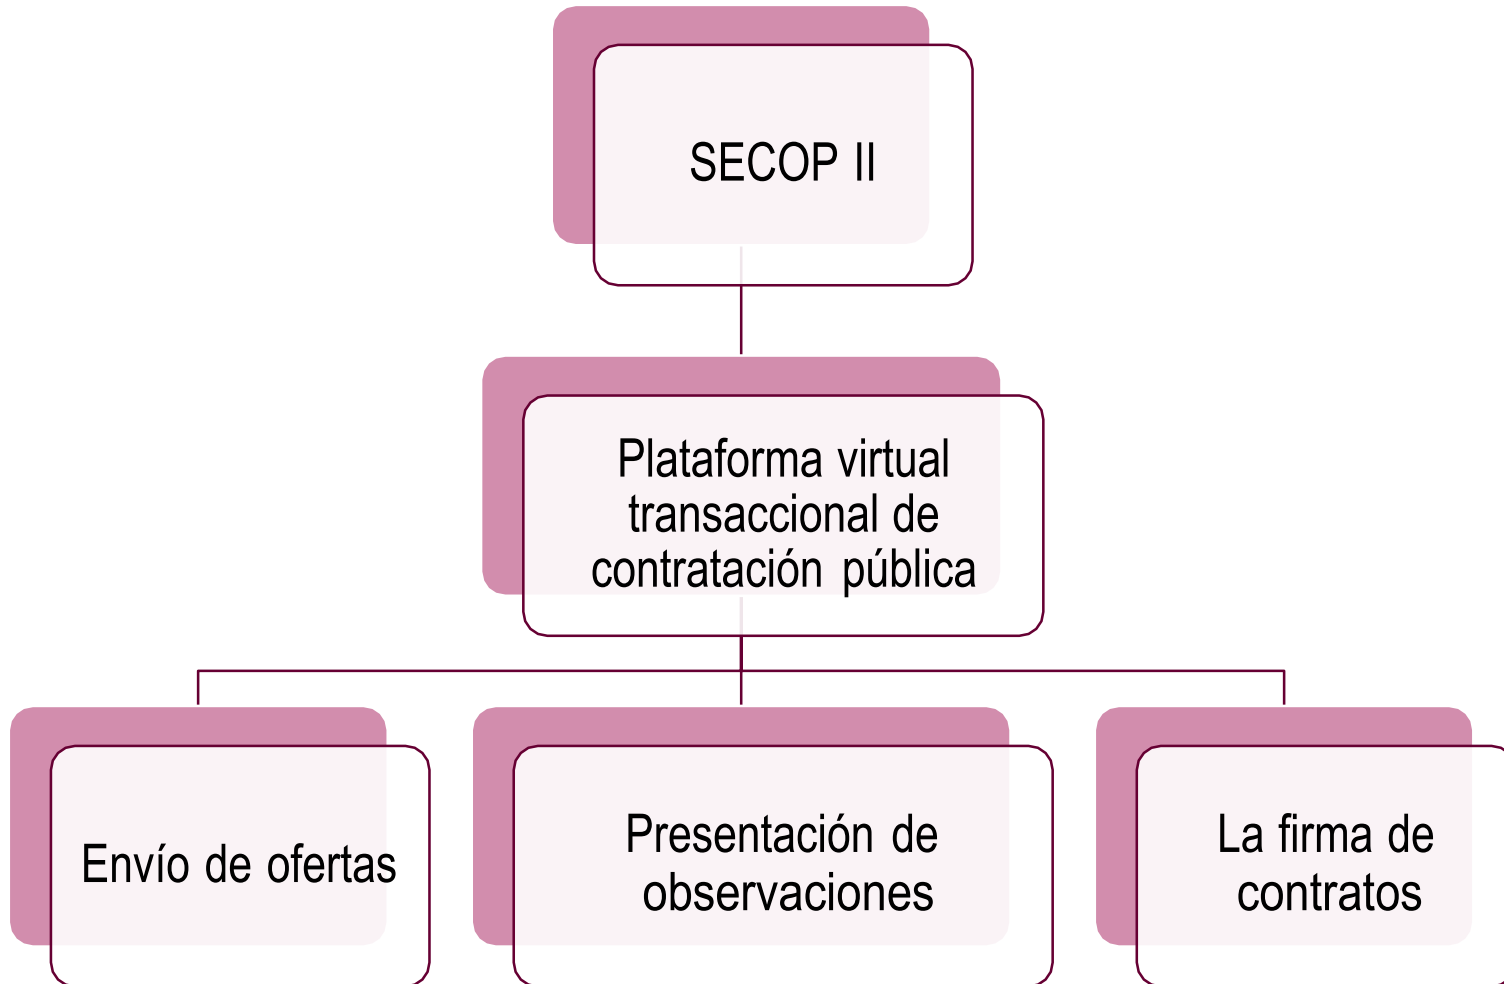 SECOP II
Plataforma virtual
transaccional de
contratación pública
Envío de ofertas
Presentación de
observaciones
La firma de
contratos